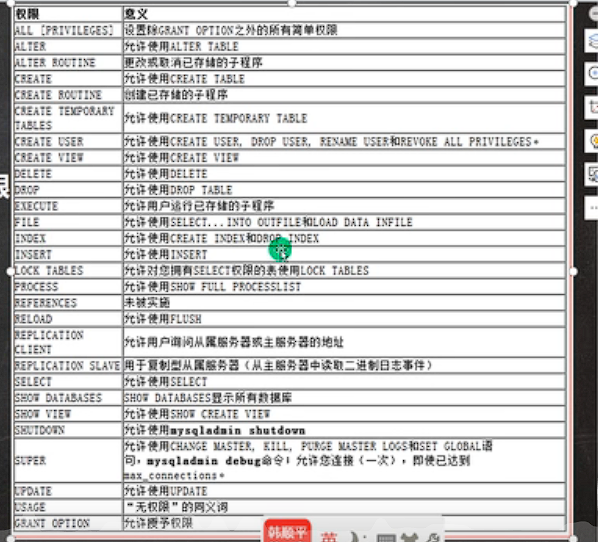 权限 意义
ALL [PRIVILEGES] 设置除GRANT OPTION之外的所有简单权限
ALTER 允许使用ALTER TABLE
ALTER ROUTINE 更改或取消已存储的子程序
CREATE 允许使用CREATE TABLE
CREATE ROUTINE 创建已存储的子程序
CREATE TEMPORARY
TABLES 允许使用CREATE TEMPORARY TABLE
CREATE USER 允许使用CREATE USER, DROP USER, RENAME USER和REVOKE ALL PRIVILEGES。
CREATE VIEW 允许使用CREATE VIEW
DELETE 允许使用DELETE
DROP 允许使用DROP TABLE
EXECUTE 允许用户运行已存储的子程序
FILE 允许使用SELECT...INTO OUTFILE和LOAD DATA INFILE
INDEX 允许使用CREATE INDEX和DROP INDEX
INSERT 允许使用INSERT
LOCK TABLES 允许对您拥有SELECT权限的表使用LOCK TABLES
PROCESS 允许使用SHOW FULL PROCESSLIST
REFERENCES 未被实施
RELOAD 允许使用FLUSH
REPLICATION
CLIENT 允许用户询问从属服务器或主服务器的地址
REPLICATION SLAVE 用于复制型从属服务器（从主服务器中读取二进制日志事件）
SELECT 允许使用SELECT
SHOW DATABASES SHOW DATABASES显示所有数据库
SHOW VIEW 允许使用SHOW CREATE VIEW
SHUTDOWN 允许使用mysqladmin shutdown
SUPER 允许使用CHANGE MASTER, KILL, PURGE MASTER LOGS和SET GLOBAL语
句，mysqladmin debug命令；允许您连接（一次），即使已达到
max_connections。
UPDATE 允许使用UPDATE
USAGE “无权限”的同义词
GRANT OPTION 允许授予权限
限
韩顺平
英